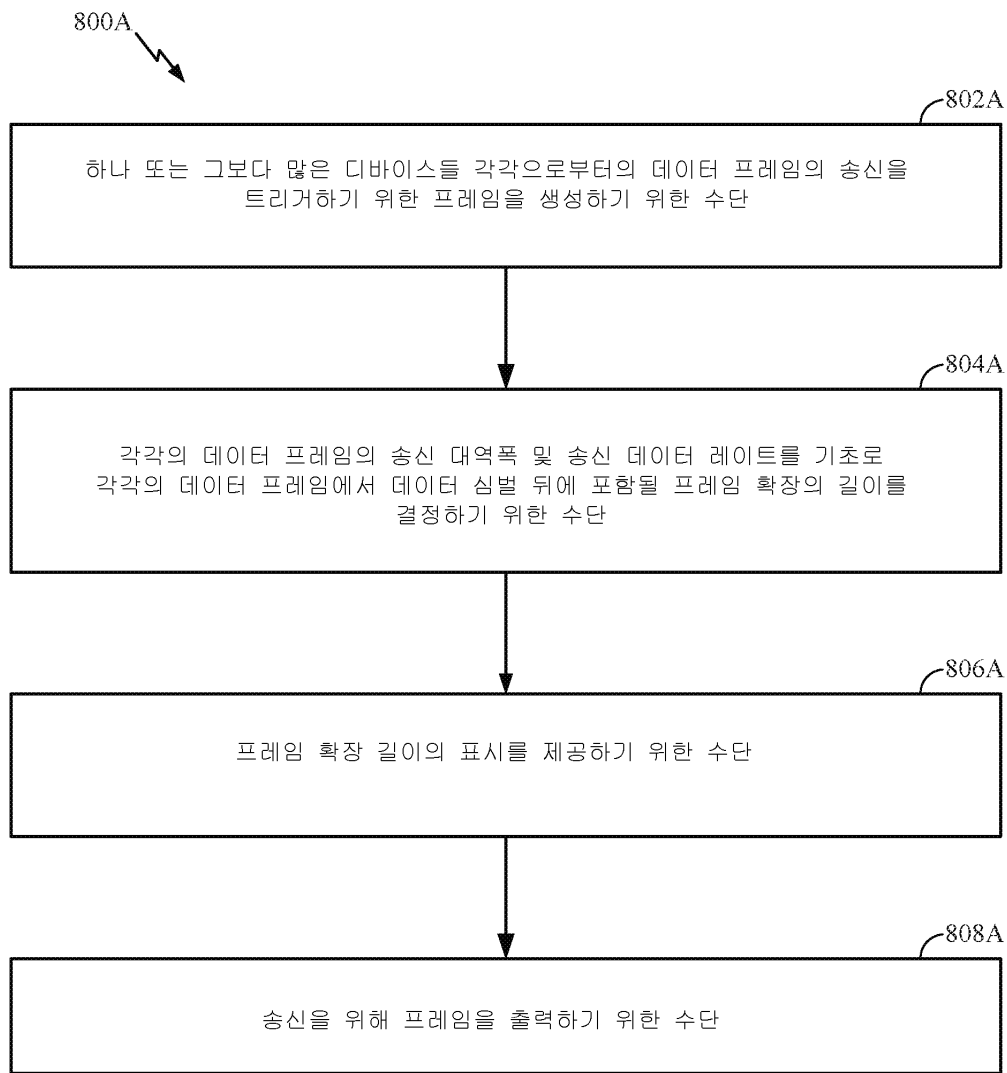 800A
802A
하나 또는 그보다 많은 디바이스들 각각으로부터의 데이터 프레임의 송신을
트리거하기 위한 프레임을 생성하기 위한 수단
804A
각각의 데이터 프레임의 송신 대역폭 및 송신 데이터 레이트를 기초로
각각의 데이터 프레임에서 데이터 심벌 뒤에 포함될 프레임 확장의 길이를
결정하기 위한 수단
806A
프레임 확장 길이의 표시를 제공하기 위한 수단
808A
송신을 위해 프레임을 출력하기 위한 수단